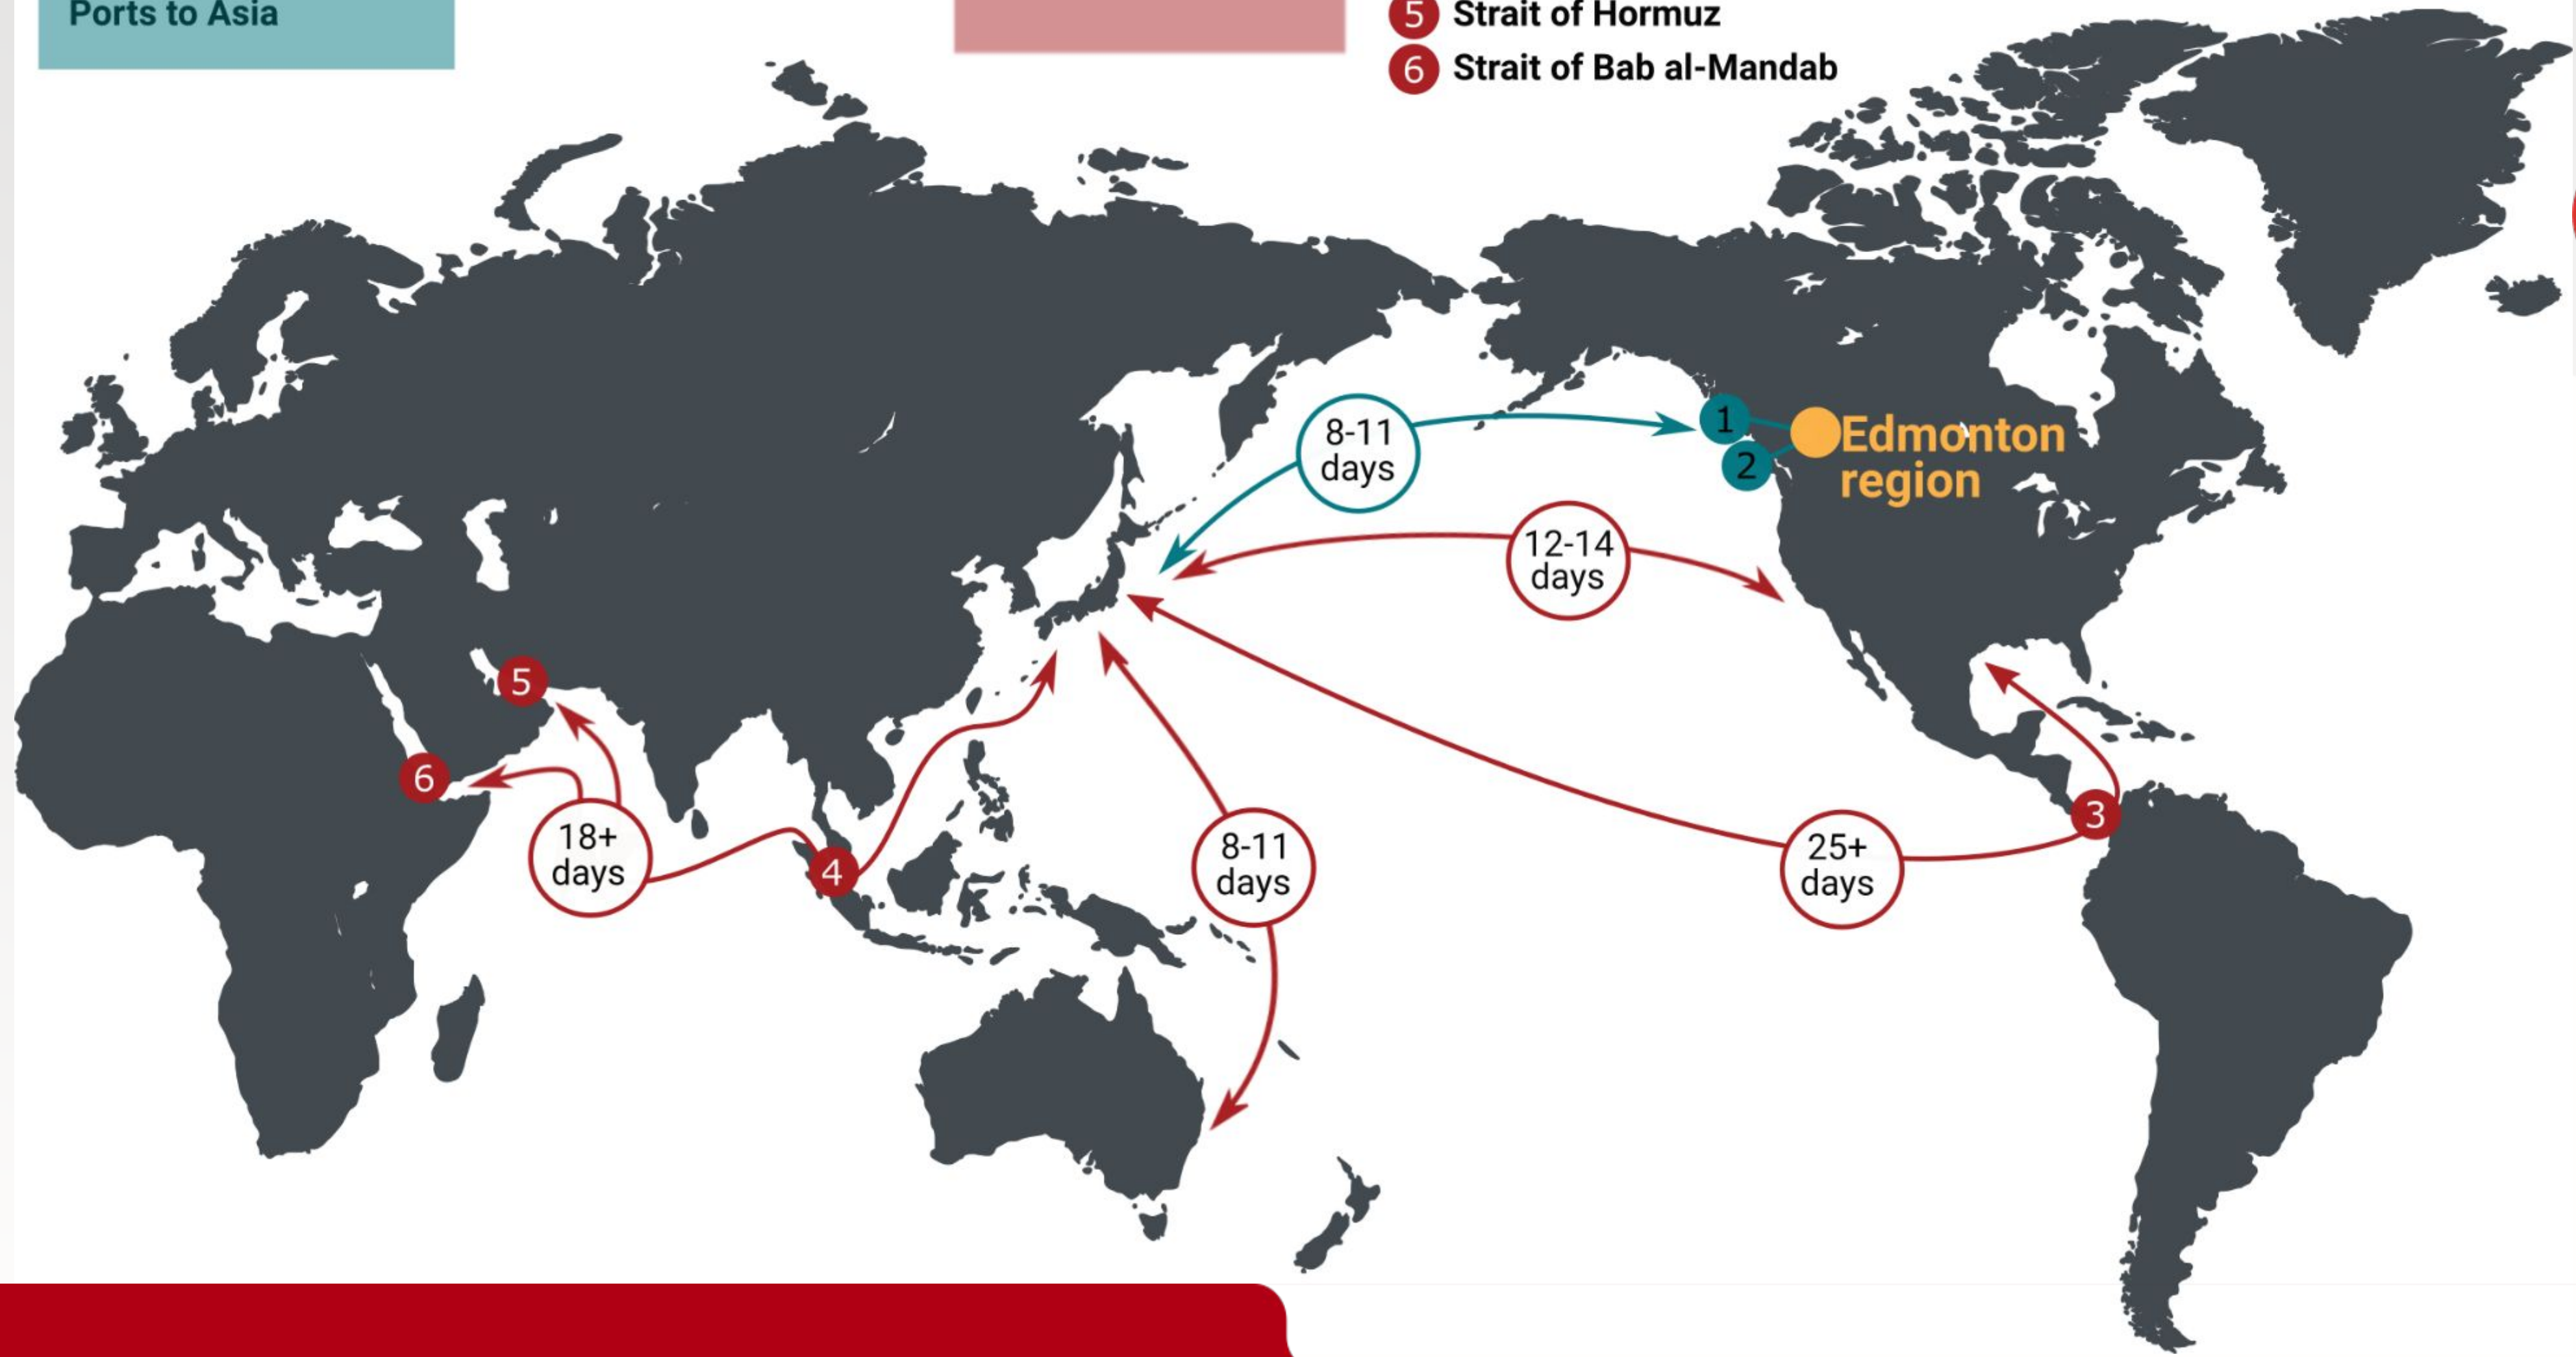 Ports to Asia
5 Strait of Hormuz
6 Strait of Bab al-Mandab
8-11
days
1
2
Edmonton
region
12-14
days
5
6
18+
days
4
8-11
days
25+
days
3